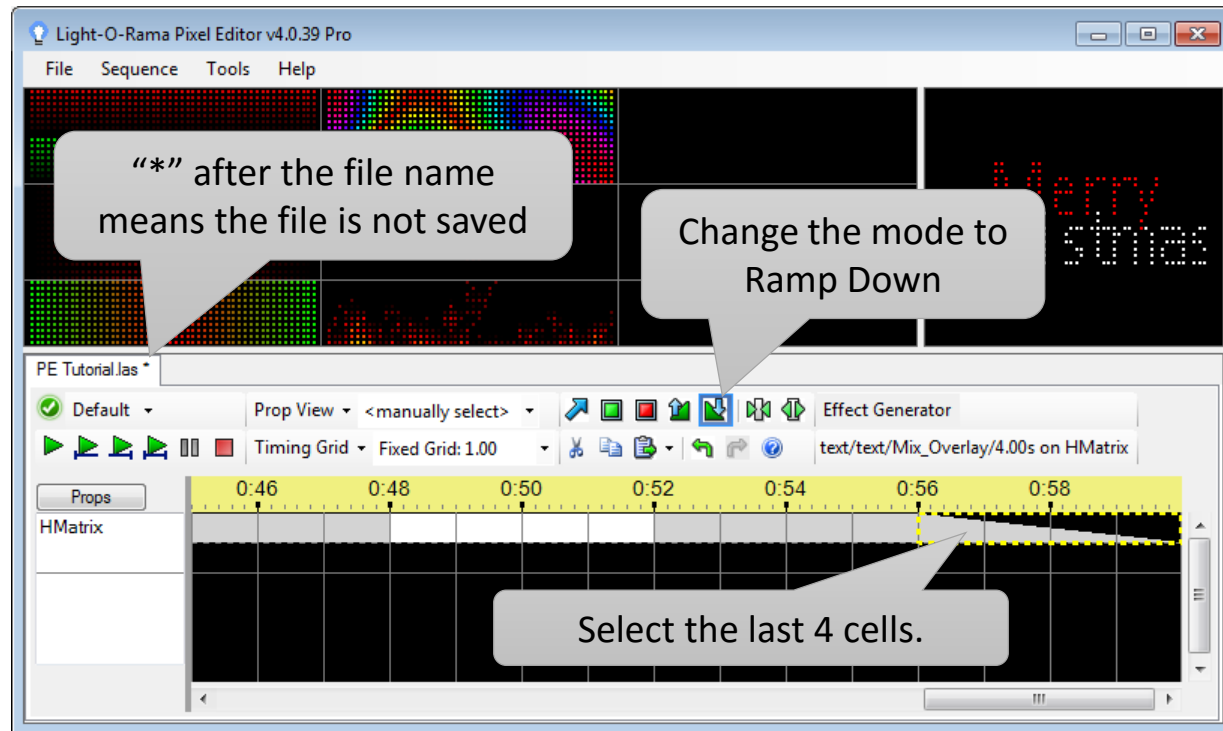 Light-O-Rama Pixel Editor v4.0.39 Pro
File Sequence Tools Help
“*” after the file name
means the file is not saved
Merry
stmas
Change the mode to
Ramp Down
PE Tutorial.las *
Default Prop View <manually select> Effect Generator
Timing Grid Fixed Grid: 1.00 text/text/Mix_Overlay/4.00s on HMatrix
Props 0:46 0:48 0:50 0:52 0:54 0:56 0:58
HMatrix
Select the last 4 cells.